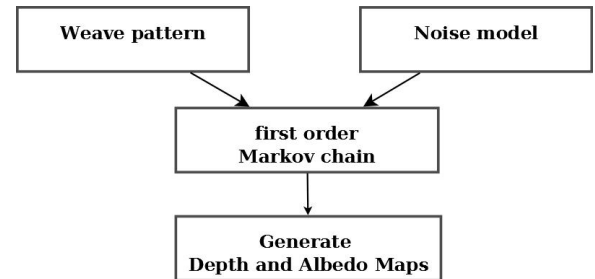 Weave pattern
Noise model
first order
Markov chain
Generate
Depth and Albedo Maps